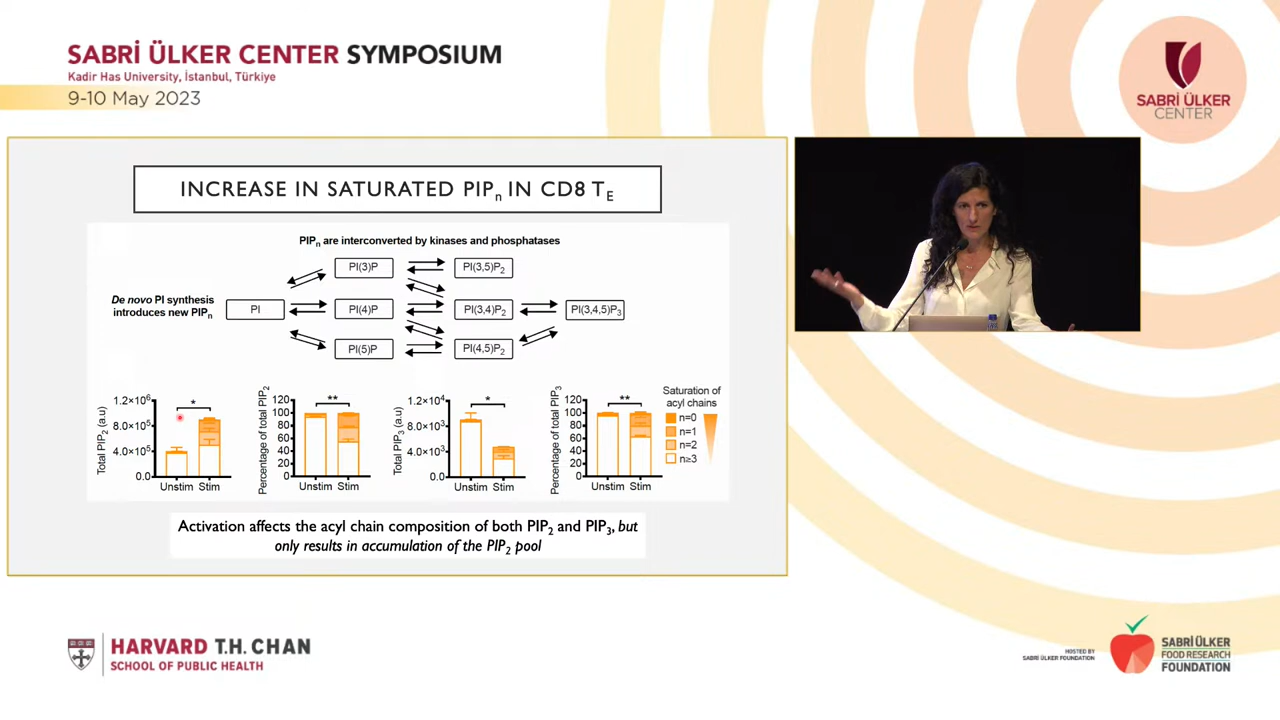 SABRİ ÜLKER CENTER SYMPOSIUM
Kadir Has University, İstanbul, Türkiye
9-10 May 2023
SABRİ ÜLKER
CENTER
INCREASE IN SATURATED PIPn IN CD8 TE
PIPn are interconverted by kinases and phosphatases
De novo PI synthesis
introduces new PIPn
PI
PI(3)P
PI(3,5)P2
PI(4)P
PI(3,4)P2
PI(3,4,5)P3
PI(5)P
PI(4,5)P2
Total PIP2 (a.u)
1.2×10⁶
8.0×10⁵
4.0×10⁵
0.0
*
Unstim Stim
Percentage of total PIP2
120
100
80
60
40
20
0
**
Unstim Stim
Total PIP3 (a.u)
1.2×10⁴
8.0×10³
4.0×10³
0.0
*
Unstim Stim
Percentage of total PIP3
120
100
80
60
40
20
0
**
Unstim Stim
Saturation of
acyl chains
n=0
n=1
n=2
n≥3
Activation affects the acyl chain composition of both PIP2 and PIP3, but
only results in accumulation of the PIP2 pool
HARVARD T.H. CHAN
SCHOOL OF PUBLIC HEALTH
HOSTED BY
SABRİ ÜLKER FOUNDATION
SABRİ ÜLKER
FOOD RESEARCH
FOUNDATION